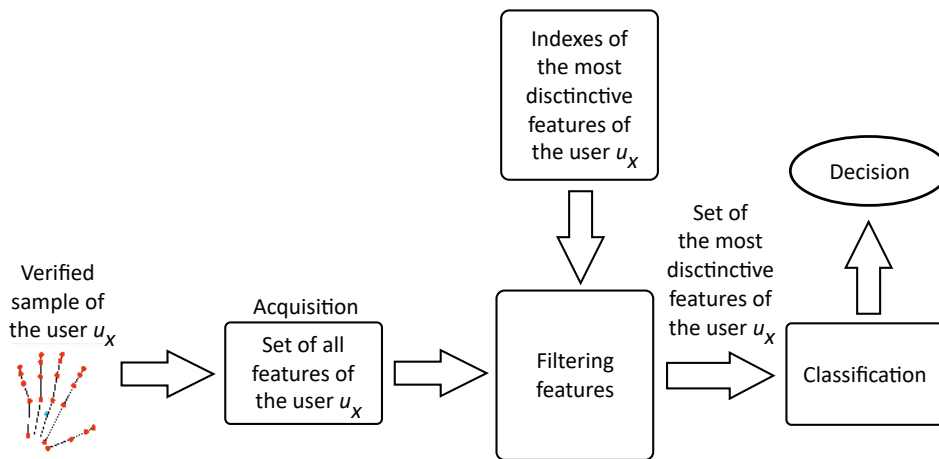 Indexes of
the most
disctinctive
features of
the user u_x
Decision
Set of
the most
disctinctive
features of
the user u_x
Verified
sample of
the user u_x
Acquisition
Set of all
features of
the user u_x
Filtering
features
Classification